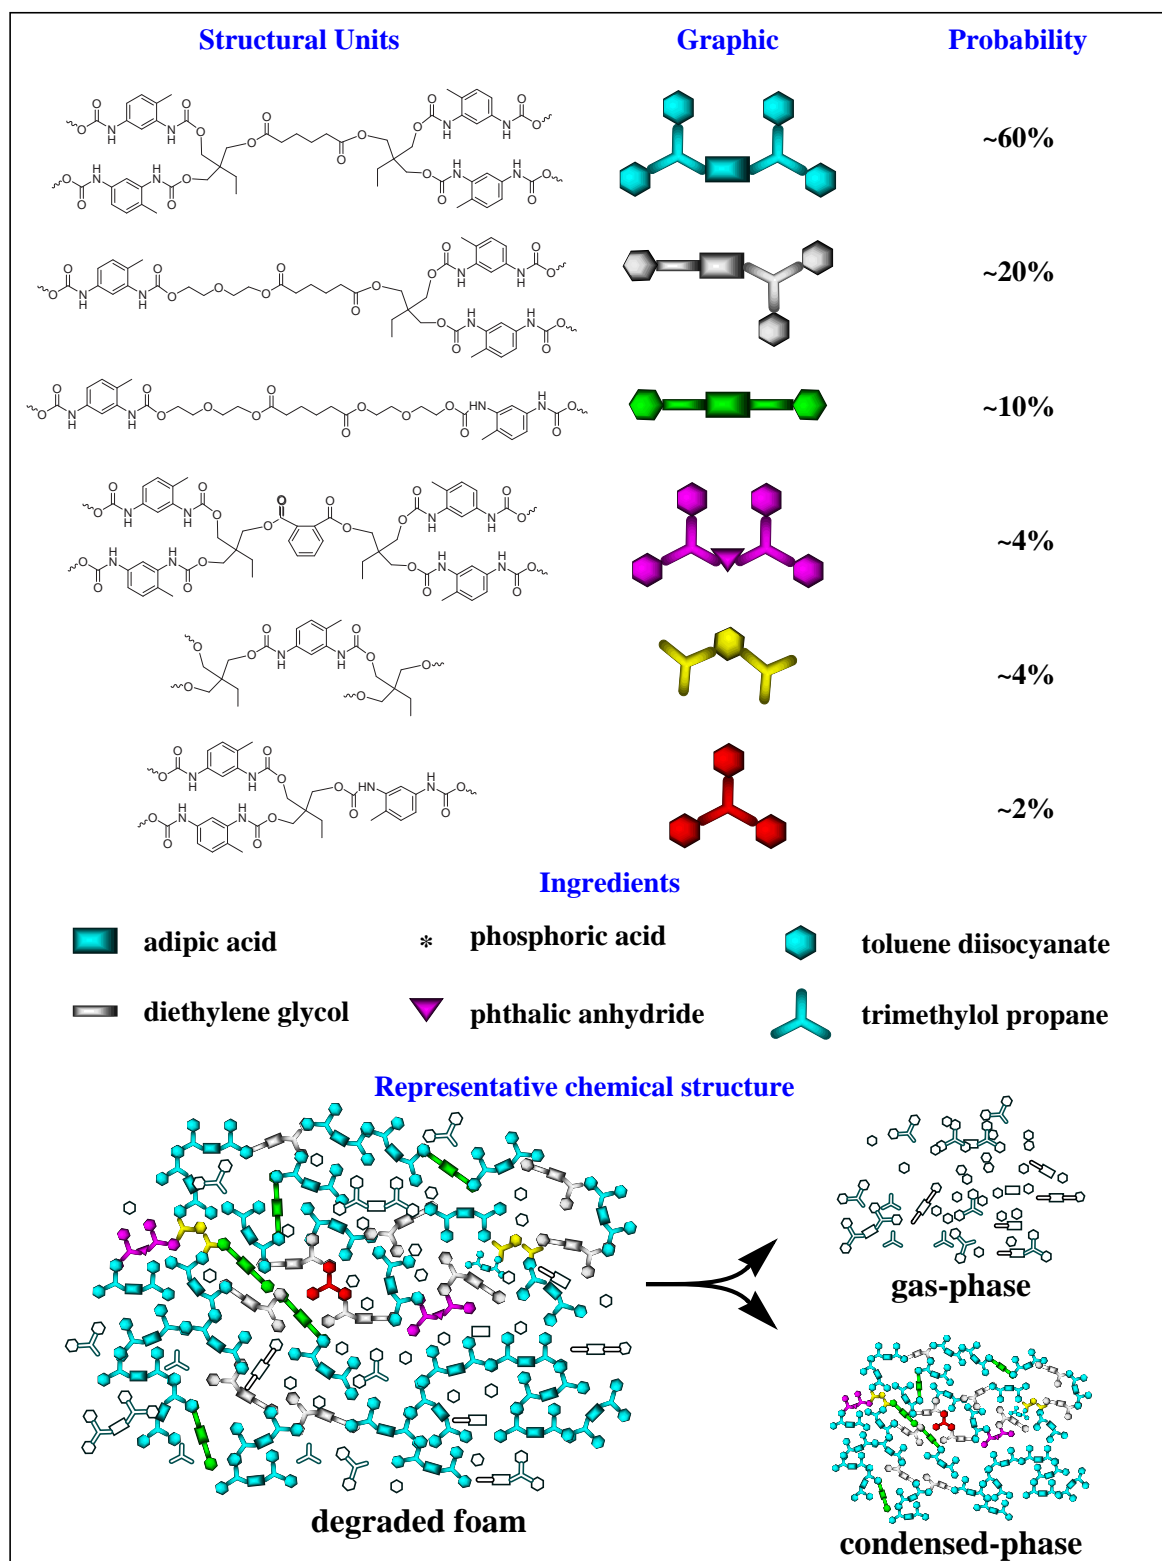 Structural Units Graphic Probability
~60%
~20%
~10%
~4%
~4%
~2%
Ingredients
adipic acid * phosphoric acid toluene diisocyanate
diethylene glycol phthalic anhydride trimethylol propane
Representative chemical structure
gas-phase
degraded foam
condensed-phase